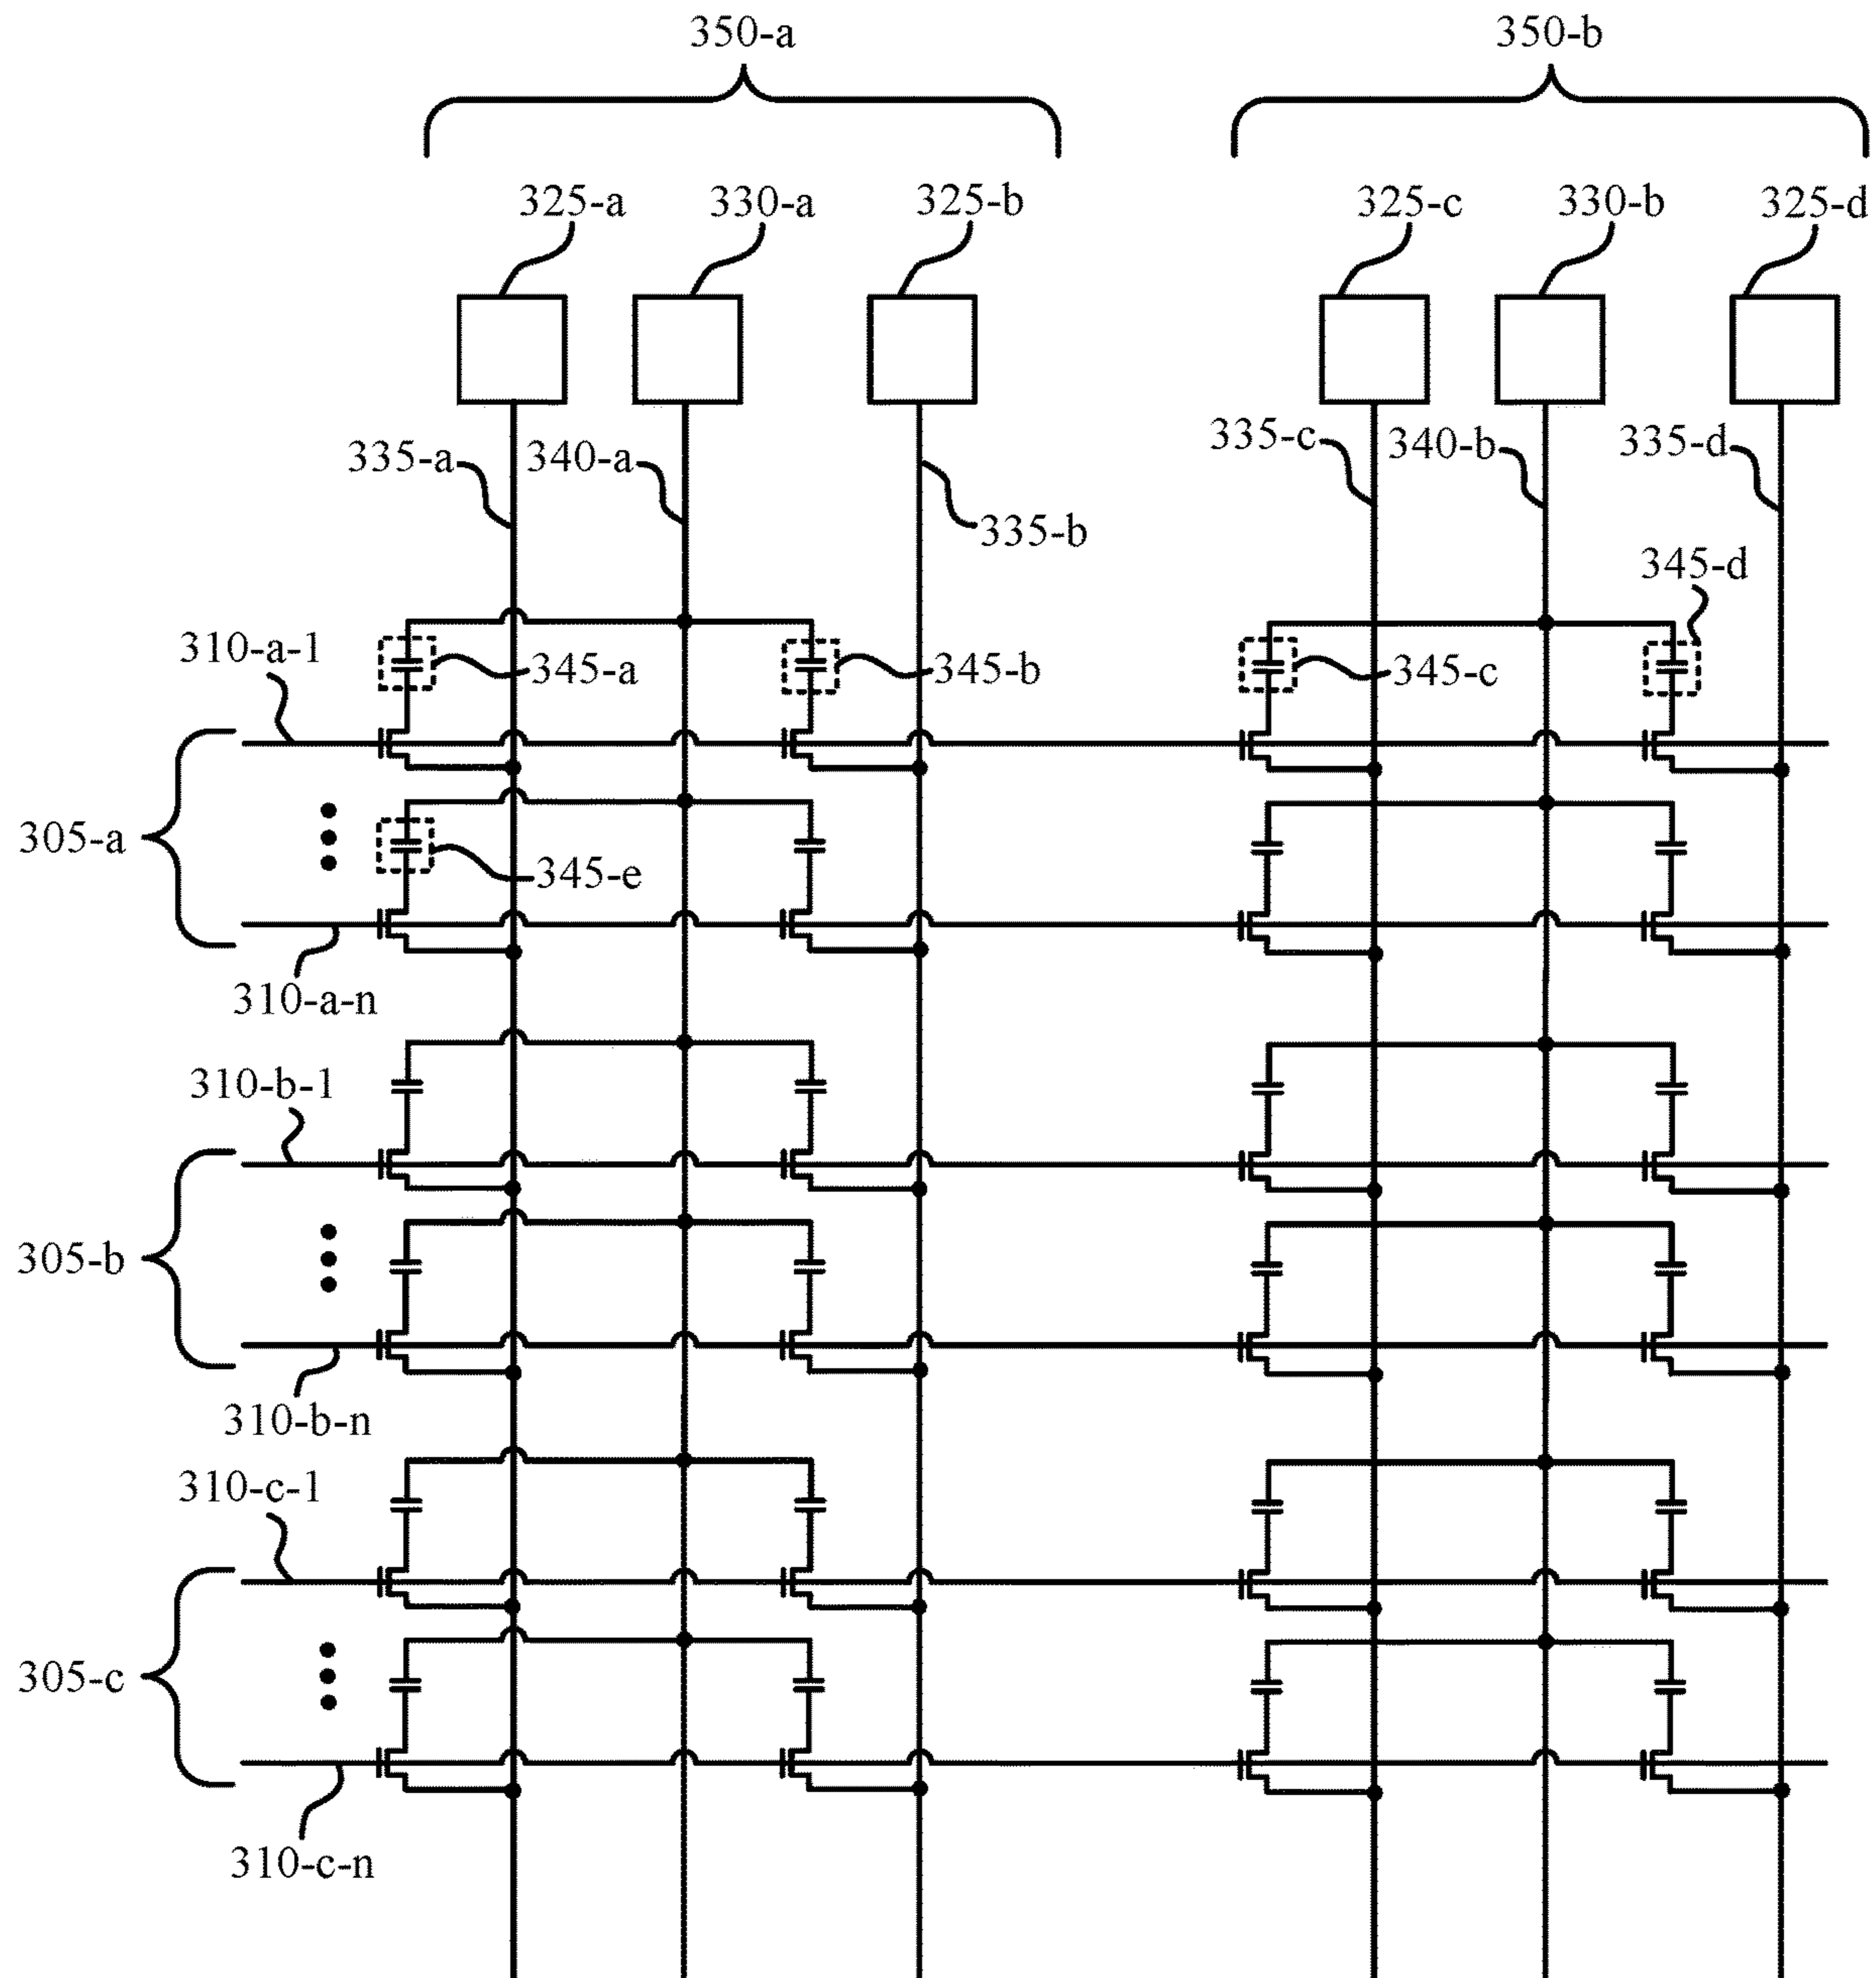 350-a 350-b
325-a 330-a 325-b 325-c 330-b 325-d
335-a 340-a 335-c 340-b 335-d
335-b
345-d
310-a-1 345-a 345-b 345-c
305-a
345-e
310-a-n
310-b-1
305-b
310-b-n
310-c-1
305-c
310-c-n